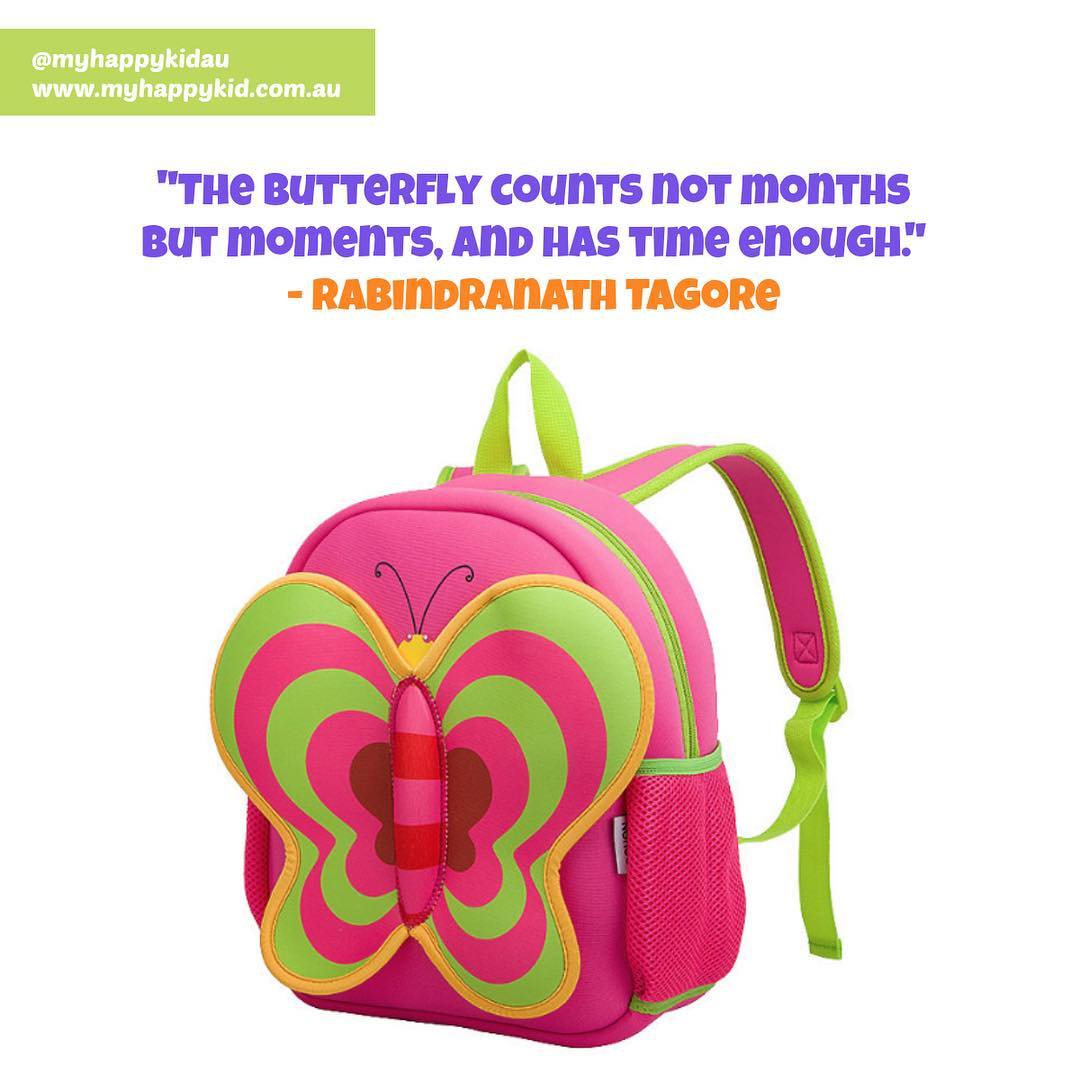 @myhappykidau
www.myhappykid.com.au
"THE BUTTERFLY COUNTS NOT MONTHS
BUT MOMENTS, AND HAS TIME ENOUGH."
- RABINDRANATH TAGORE